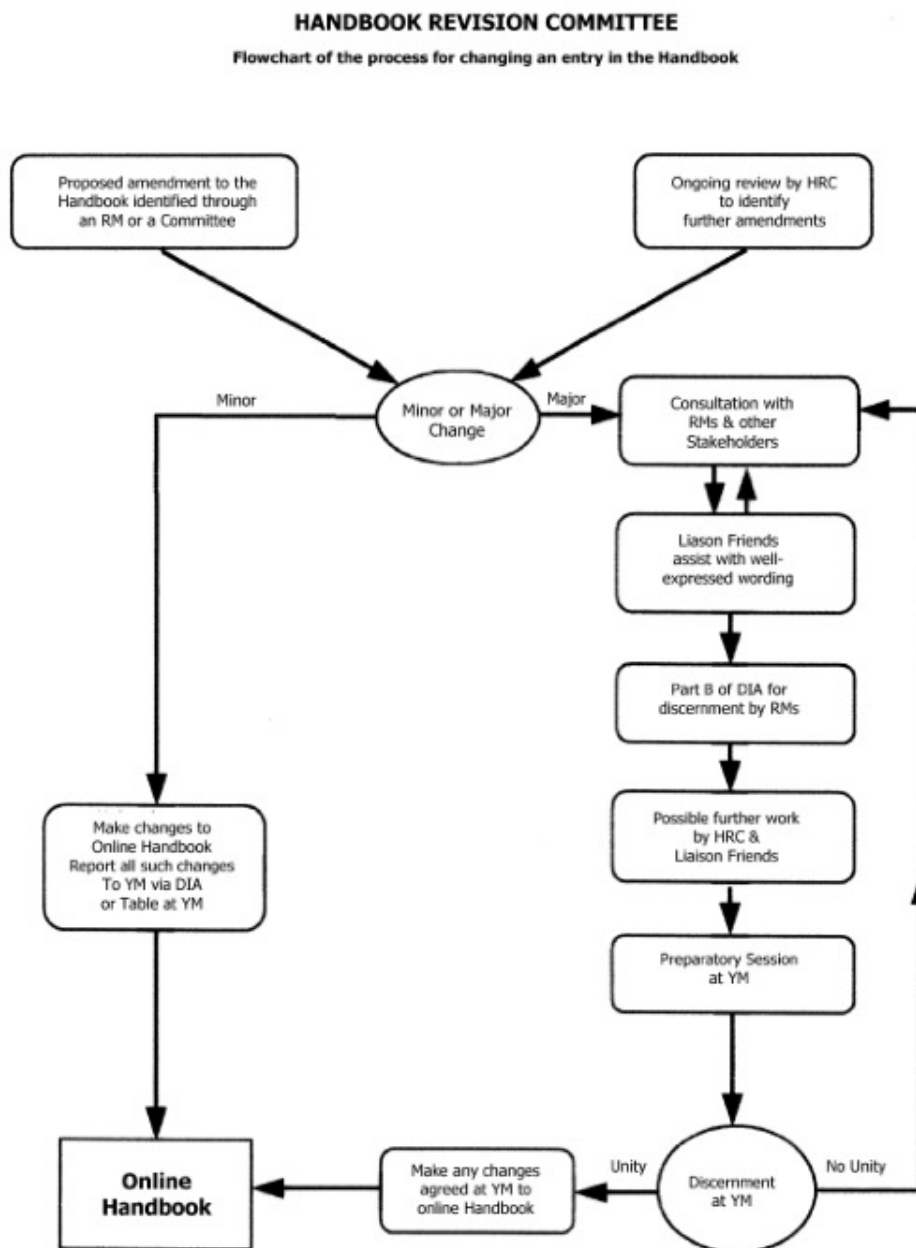 HANDBOOK REVISION COMMITTEE
Flowchart of the process for changing an entry in the Handbook
Proposed amendment to the
Handbook identified through
an RM or a Committee
Ongoing review by HRC
to identify
further amendments
Minor
Minor or Major
Change
Major
Consultation with
RMs & other
Stakeholders
Liason Friends
assist with well-
expressed wording
Part B of DIA for
discernment by RMs
Make changes to
Online Handbook
Report all such changes
To YM via DIA
or Table at YM
Possible further work
by HRC &
Liaison Friends
Preparatory Session
at YM
Online
Handbook
Make any changes
agreed at YM to
online Handbook
Unity
Discernment
at YM
No Unity